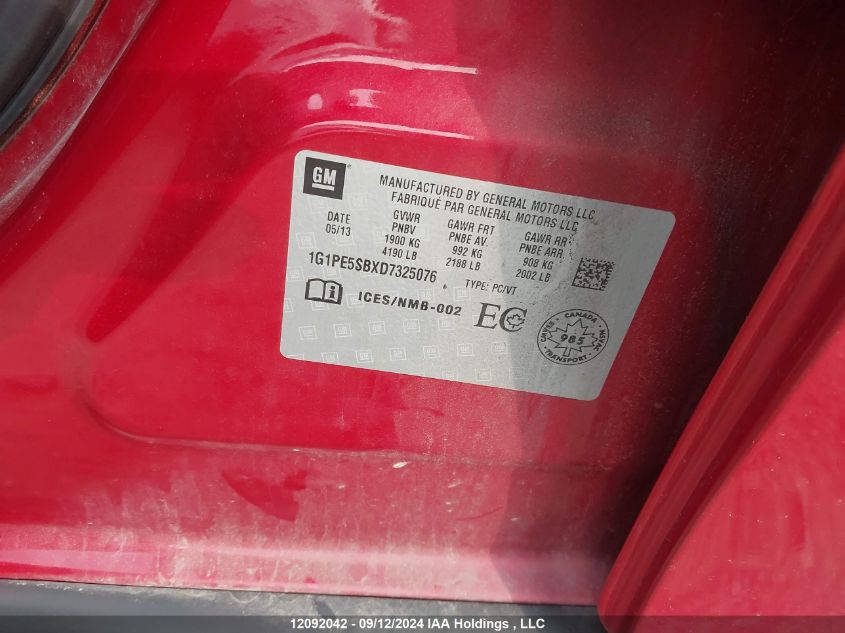 GM
MANUFACTURED BY GENERAL MOTORS LLC
FABRIQUÉ PAR GENERAL MOTORS LLC
DATE GVWR GAWR FRT GAWR RR
05/13 PNBV PNBE AV. PNBE ARR
1900 KG 992 KG 908 KG
4190 LB 2188 LB 2002 LB
1G1PE5SBXD7325076 TYPE: PC/VT
ICES/NMB-002 EC
CANADA
985
TRANSPORT
12092042 - 09/12/2024 IAA Holdings , LLC